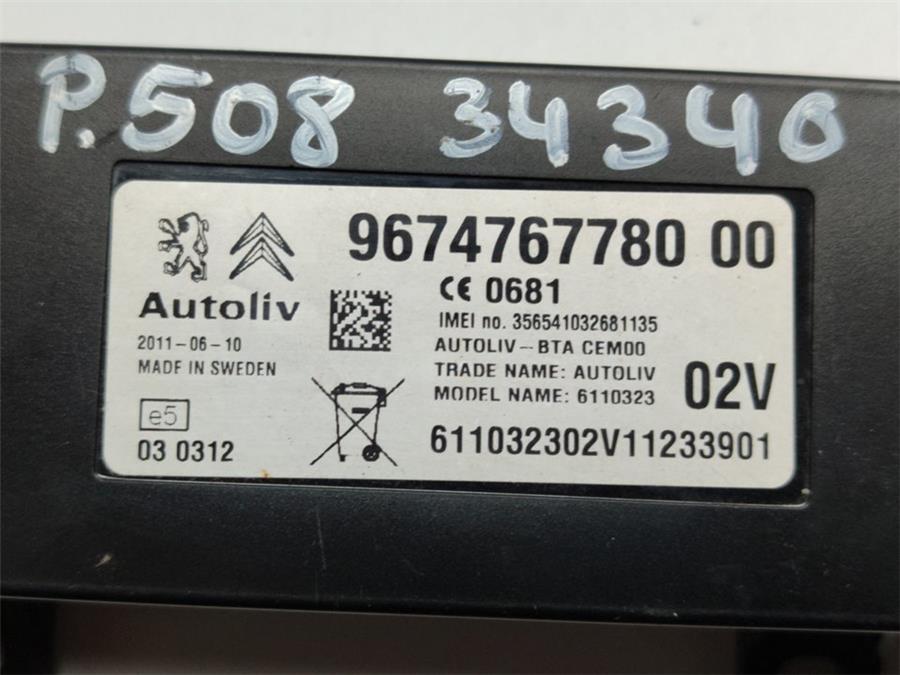 P.508 34340
9674767780 00
CE 0681
Autoliv
IMEI no. 356541032681135
2011-06-10
AUTOLIV-BTA CEM00
MADE IN SWEDEN
TRADE NAME: AUTOLIV
02V
MODEL NAME: 6110323
e5
03 0312
611032302V11233901